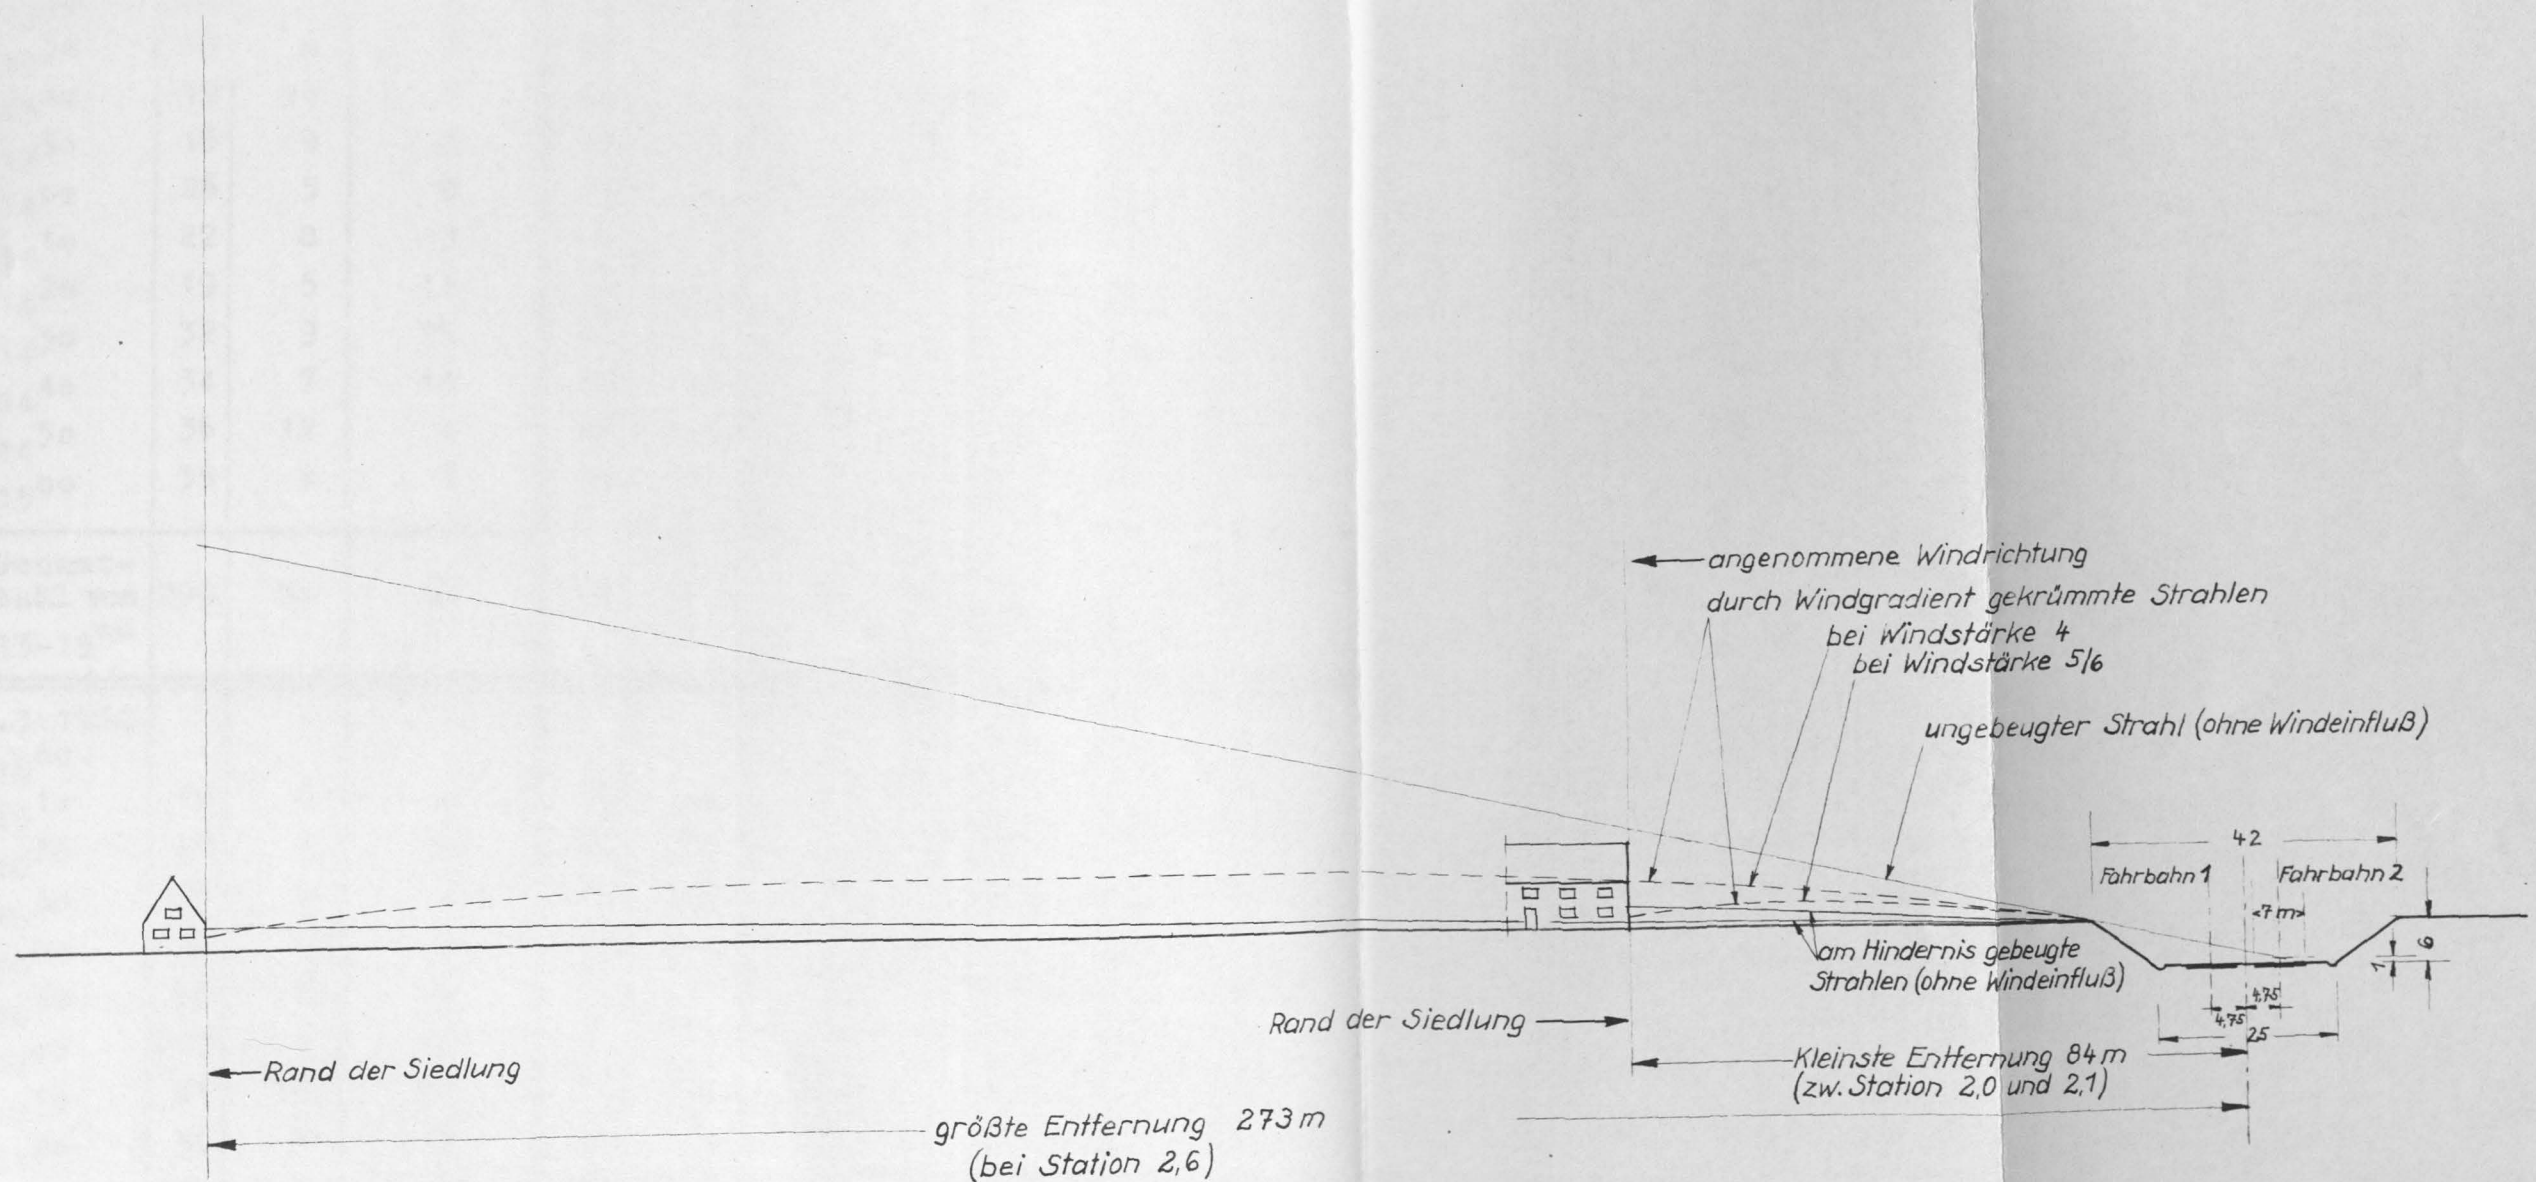 angenommene Windrichtung
durch Windgradient gekrümmte Strahlen
bei Windstärke 4
bei Windstärke 5/6
ungebeugter Strahl (ohne Windeinfluß)
42
Fahrbahn 1
Fahrbahn 2
7 m
6
1
am Hindernis gebeugte
Strahlen (ohne Windeinfluß)
4,75
4,75
25
Rand der Siedlung
Kleinste Entfernung 84 m
(zw. Station 2,0 und 2,1)
Rand der Siedlung
größte Entfernung 273 m
(bei Station 2,6)